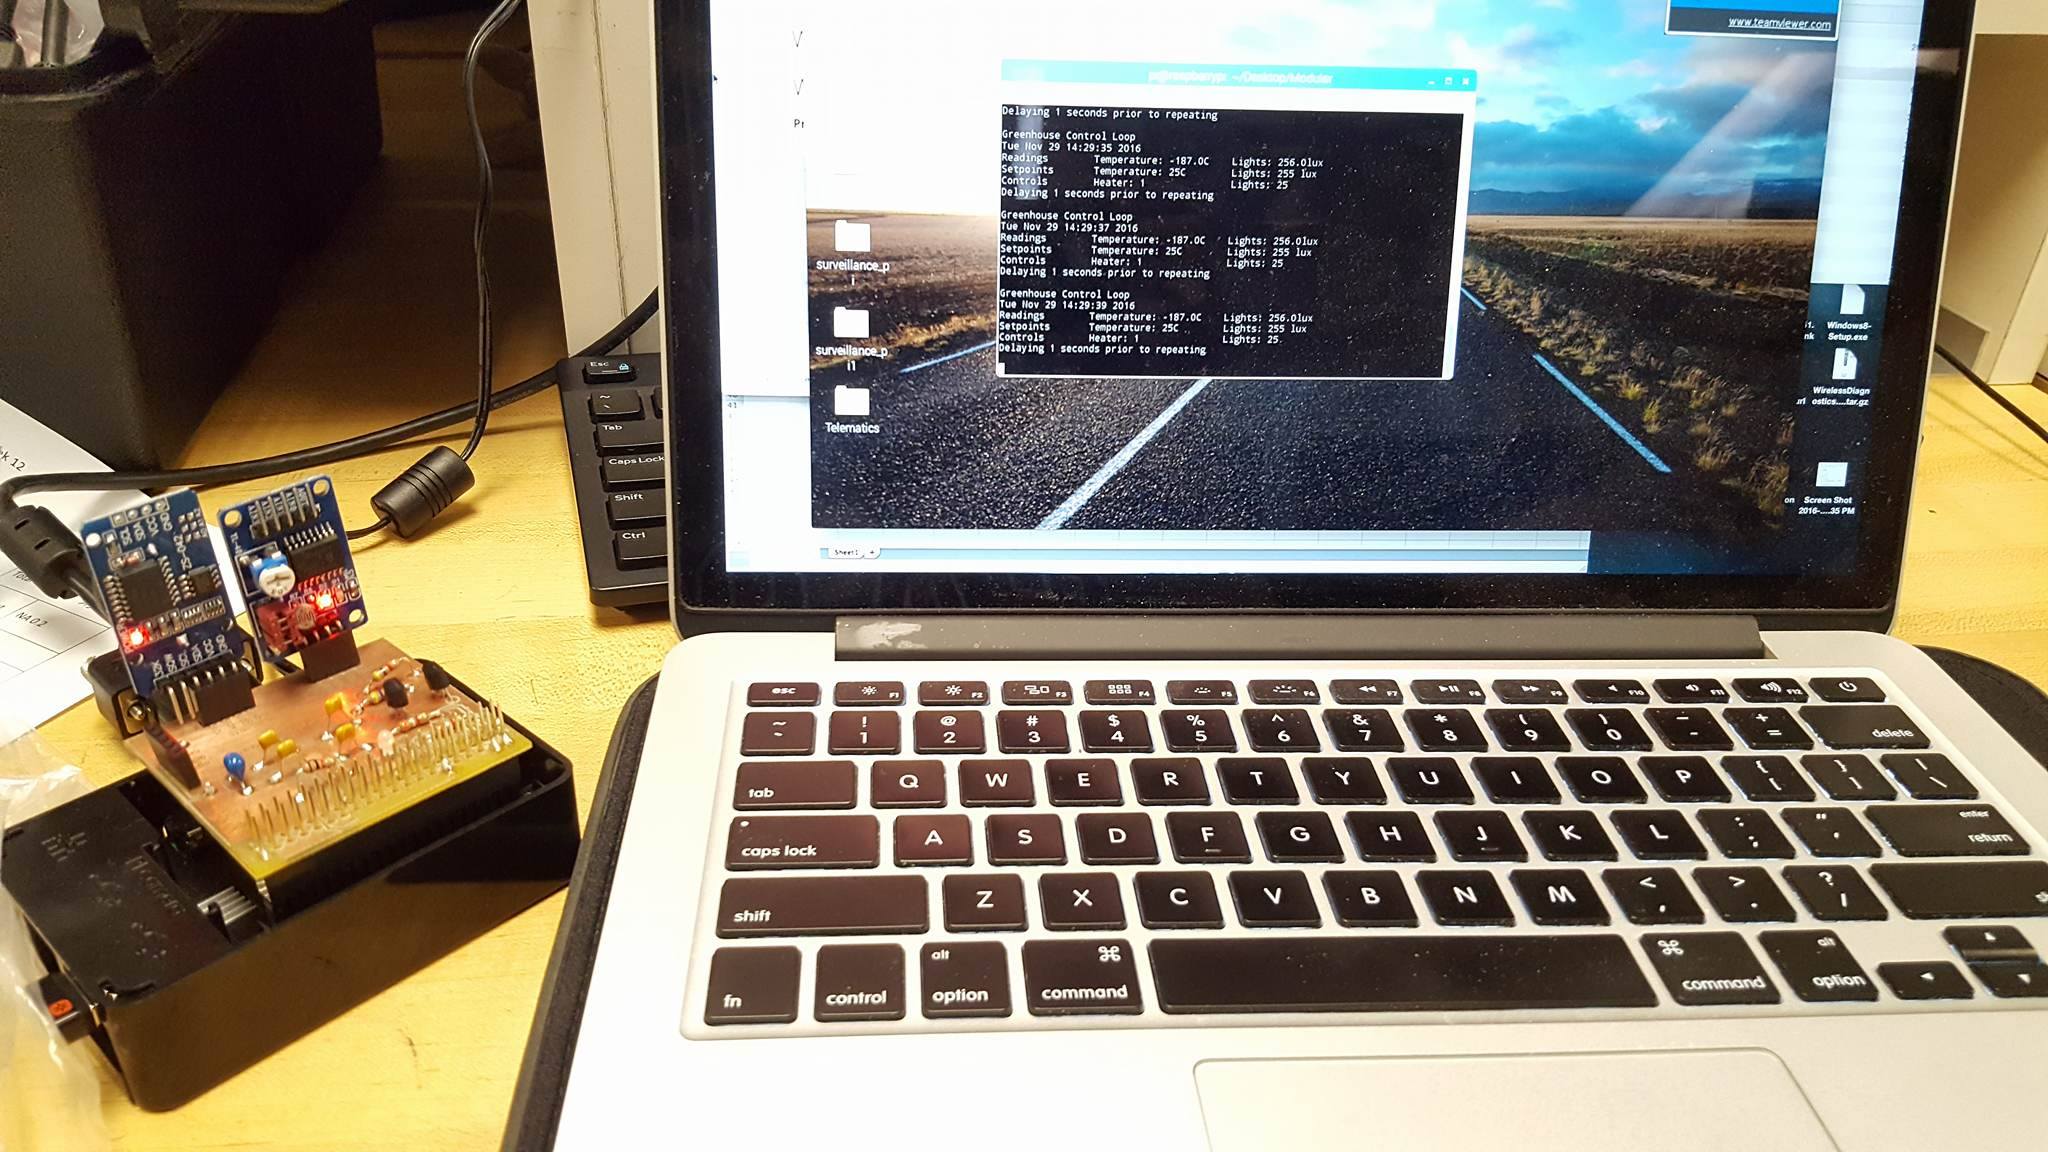 www.teamviewer.com
pi@raspberrypi: ~/Desktop/Modular
Delaying 1 seconds prior to repeating
Greenhouse Control Loop
Tue Nov 29 14:29:35 2016
Readings Temperature: -187.0C Lights: 256.0lux
Setpoints Temperature: 25C Lights: 255 lux
Controls Heater: 1 Lights: 25
Delaying 1 seconds prior to repeating
Greenhouse Control Loop
Tue Nov 29 14:29:37 2016
Readings Temperature: -187.0C Lights: 256.0lux
Setpoints Temperature: 25C Lights: 255 lux
Controls Heater: 1 Lights: 25
Delaying 1 seconds prior to repeating
Greenhouse Control Loop
Tue Nov 29 14:29:39 2016
Readings Temperature: -187.0C Lights: 256.0lux
Setpoints Temperature: 25C Lights: 255 lux
Controls Heater: 1 Lights: 25
Delaying 1 seconds prior to repeating
surveillance_p
i
surveillance_p
i1
Telematics
Windows8-
Setup.exe
WirelessDiagn
ostics....tar.gz
Screen Shot
2016-....35 PM
41
Sheet1 +
Esc
~
`
Tab
Caps Lock
Shift
Ctrl
12
NA 0.2
esc F1 F2 F3 F4 F5 F6 F7 F8 F9 F10 F11 F12
~ ! @ # $ % ^ & * ( ) — +
` 1 2 3 4 5 6 7 8 9 0 - = delete
tab Q W E R T Y U I O P { [ } ] | \
caps lock A S D F G H J K L : ; " ' enter return
shift Z X C V B N M < , > . ? /
fn control alt option ⌘ command ⌘ command alt option